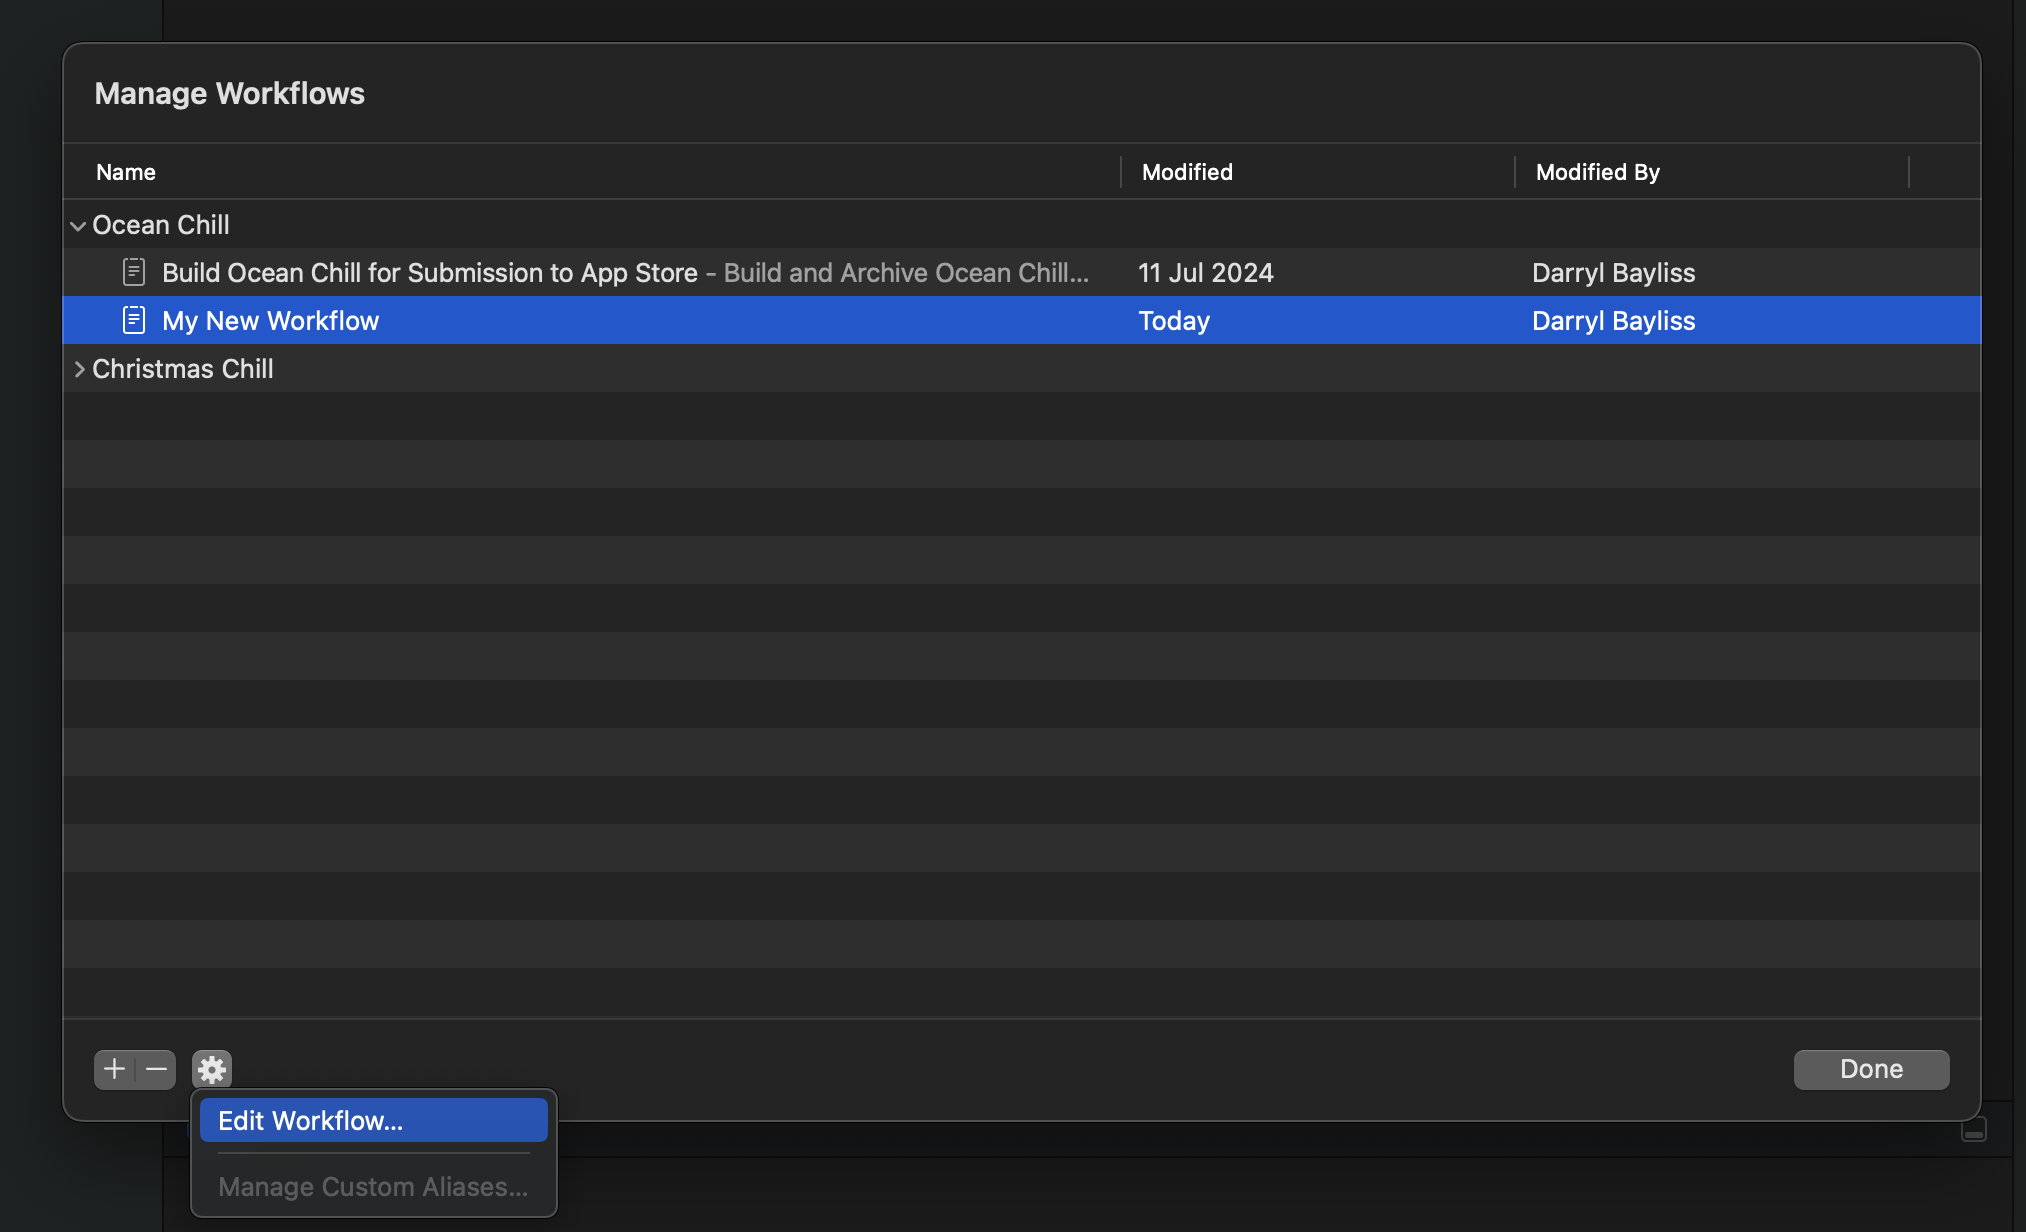 Manage Workflows
Name Modified Modified By
Ocean Chill
Build Ocean Chill for Submission to App Store – Build and Archive Ocean Chill... 11 Jul 2024 Darryl Bayliss
My New Workflow Today Darryl Bayliss
Christmas Chill
Done
Edit Workflow...
Manage Custom Aliases...